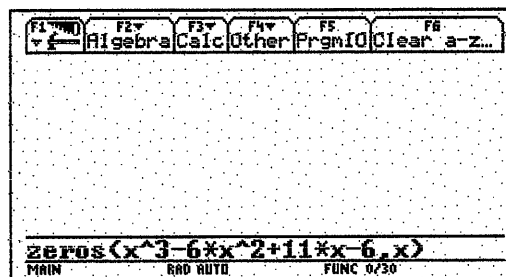 F1 F2 F3 F4 F5 F6
Algebra Calc Other PrgmIO Clear a-z...
zeros(x^3-6*x^2+11*x-6,x)
MAIN RAD AUTO FUNC 0/30